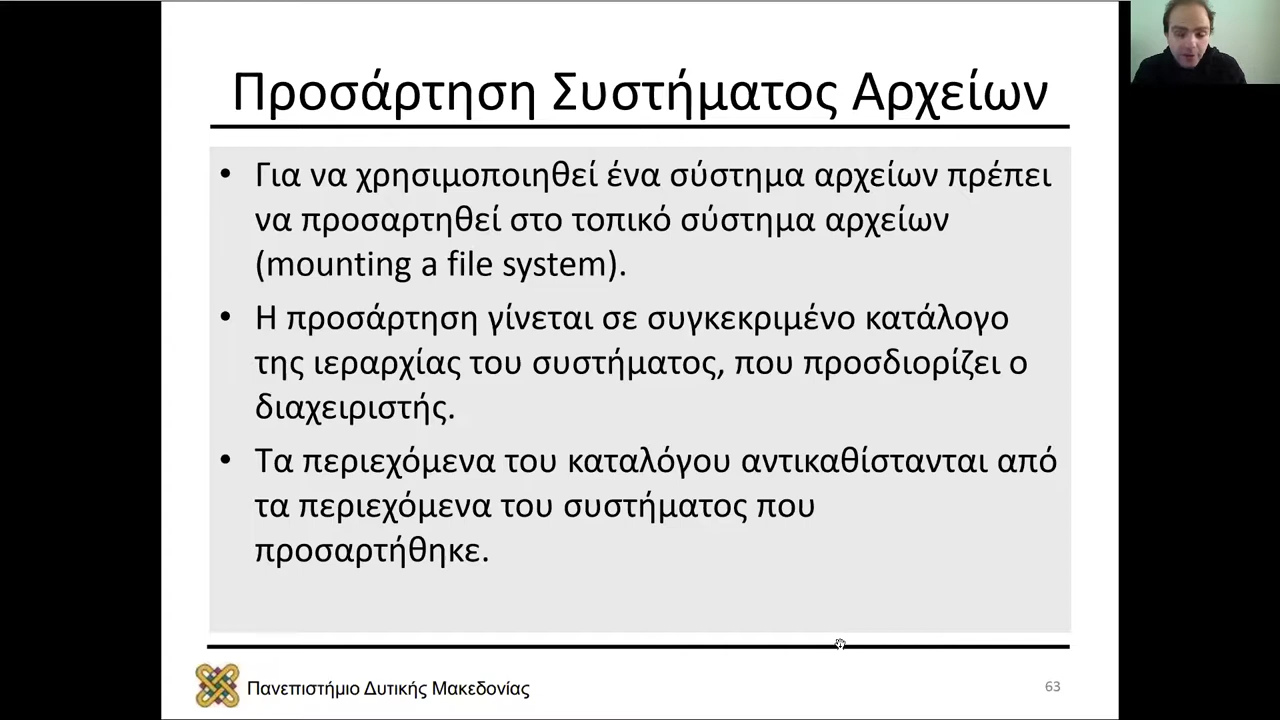 Προσάρτηση Συστήματος Αρχείων
• Για να χρησιμοποιηθεί ένα σύστημα αρχείων πρέπει
να προσαρτηθεί στο τοπικό σύστημα αρχείων
(mounting a file system).
• Η προσάρτηση γίνεται σε συγκεκριμένο κατάλογο
της ιεραρχίας του συστήματος, που προσδιορίζει ο
διαχειριστής.
• Τα περιεχόμενα του καταλόγου αντικαθίστανται από
τα περιεχόμενα του συστήματος που
προσαρτήθηκε.
Πανεπιστήμιο Δυτικής Μακεδονίας
63